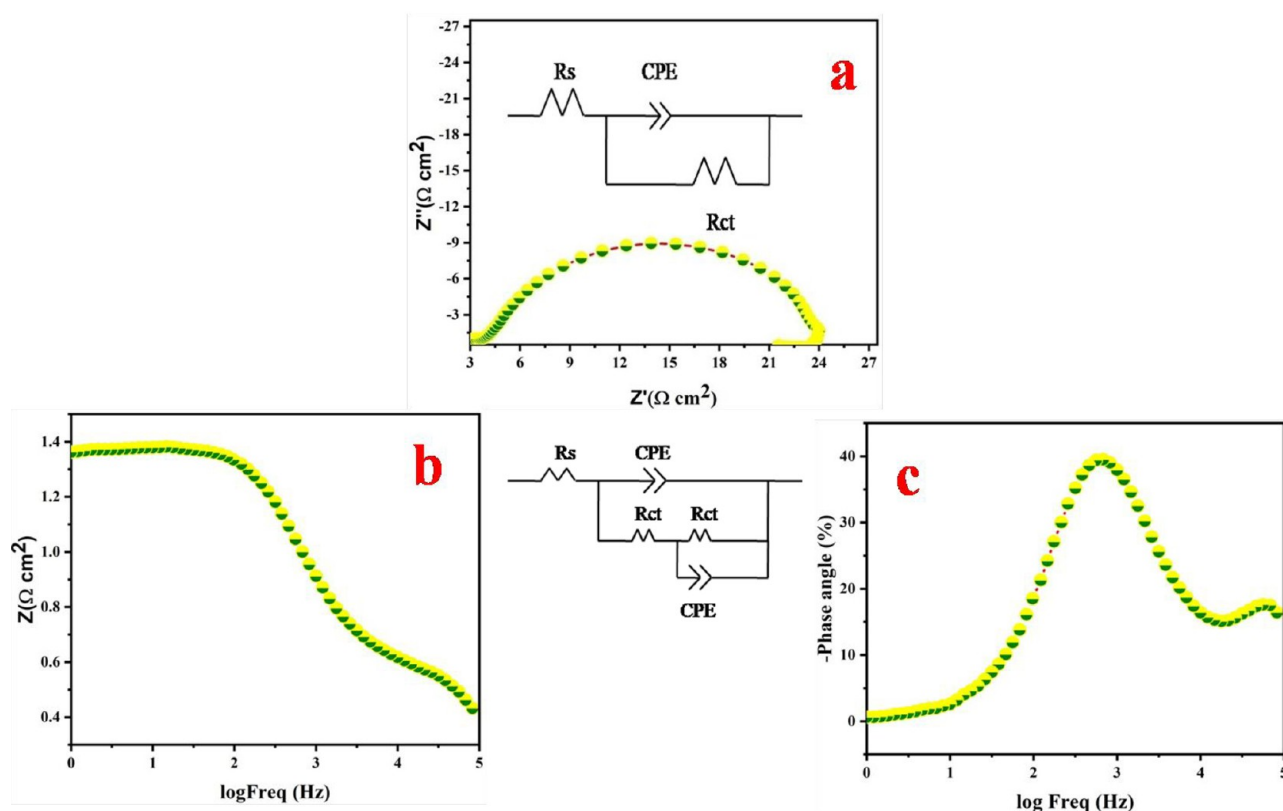 a
Rs CPE
Rct
-27
-24
-21
-18
-15
-12
-9
-6
-3
Z''(Ω cm²)
3 6 9 12 15 18 21 24 27
Z'(Ω cm²)
b
1.4
1.2
1.0
0.8
0.6
0.4
Z(Ω cm²)
0 1 2 3 4 5
logFreq (Hz)
Rs CPE
Rct Rct
CPE
c
40
30
20
10
0
-Phase angle (%)
0 1 2 3 4 5
log Freq (Hz)